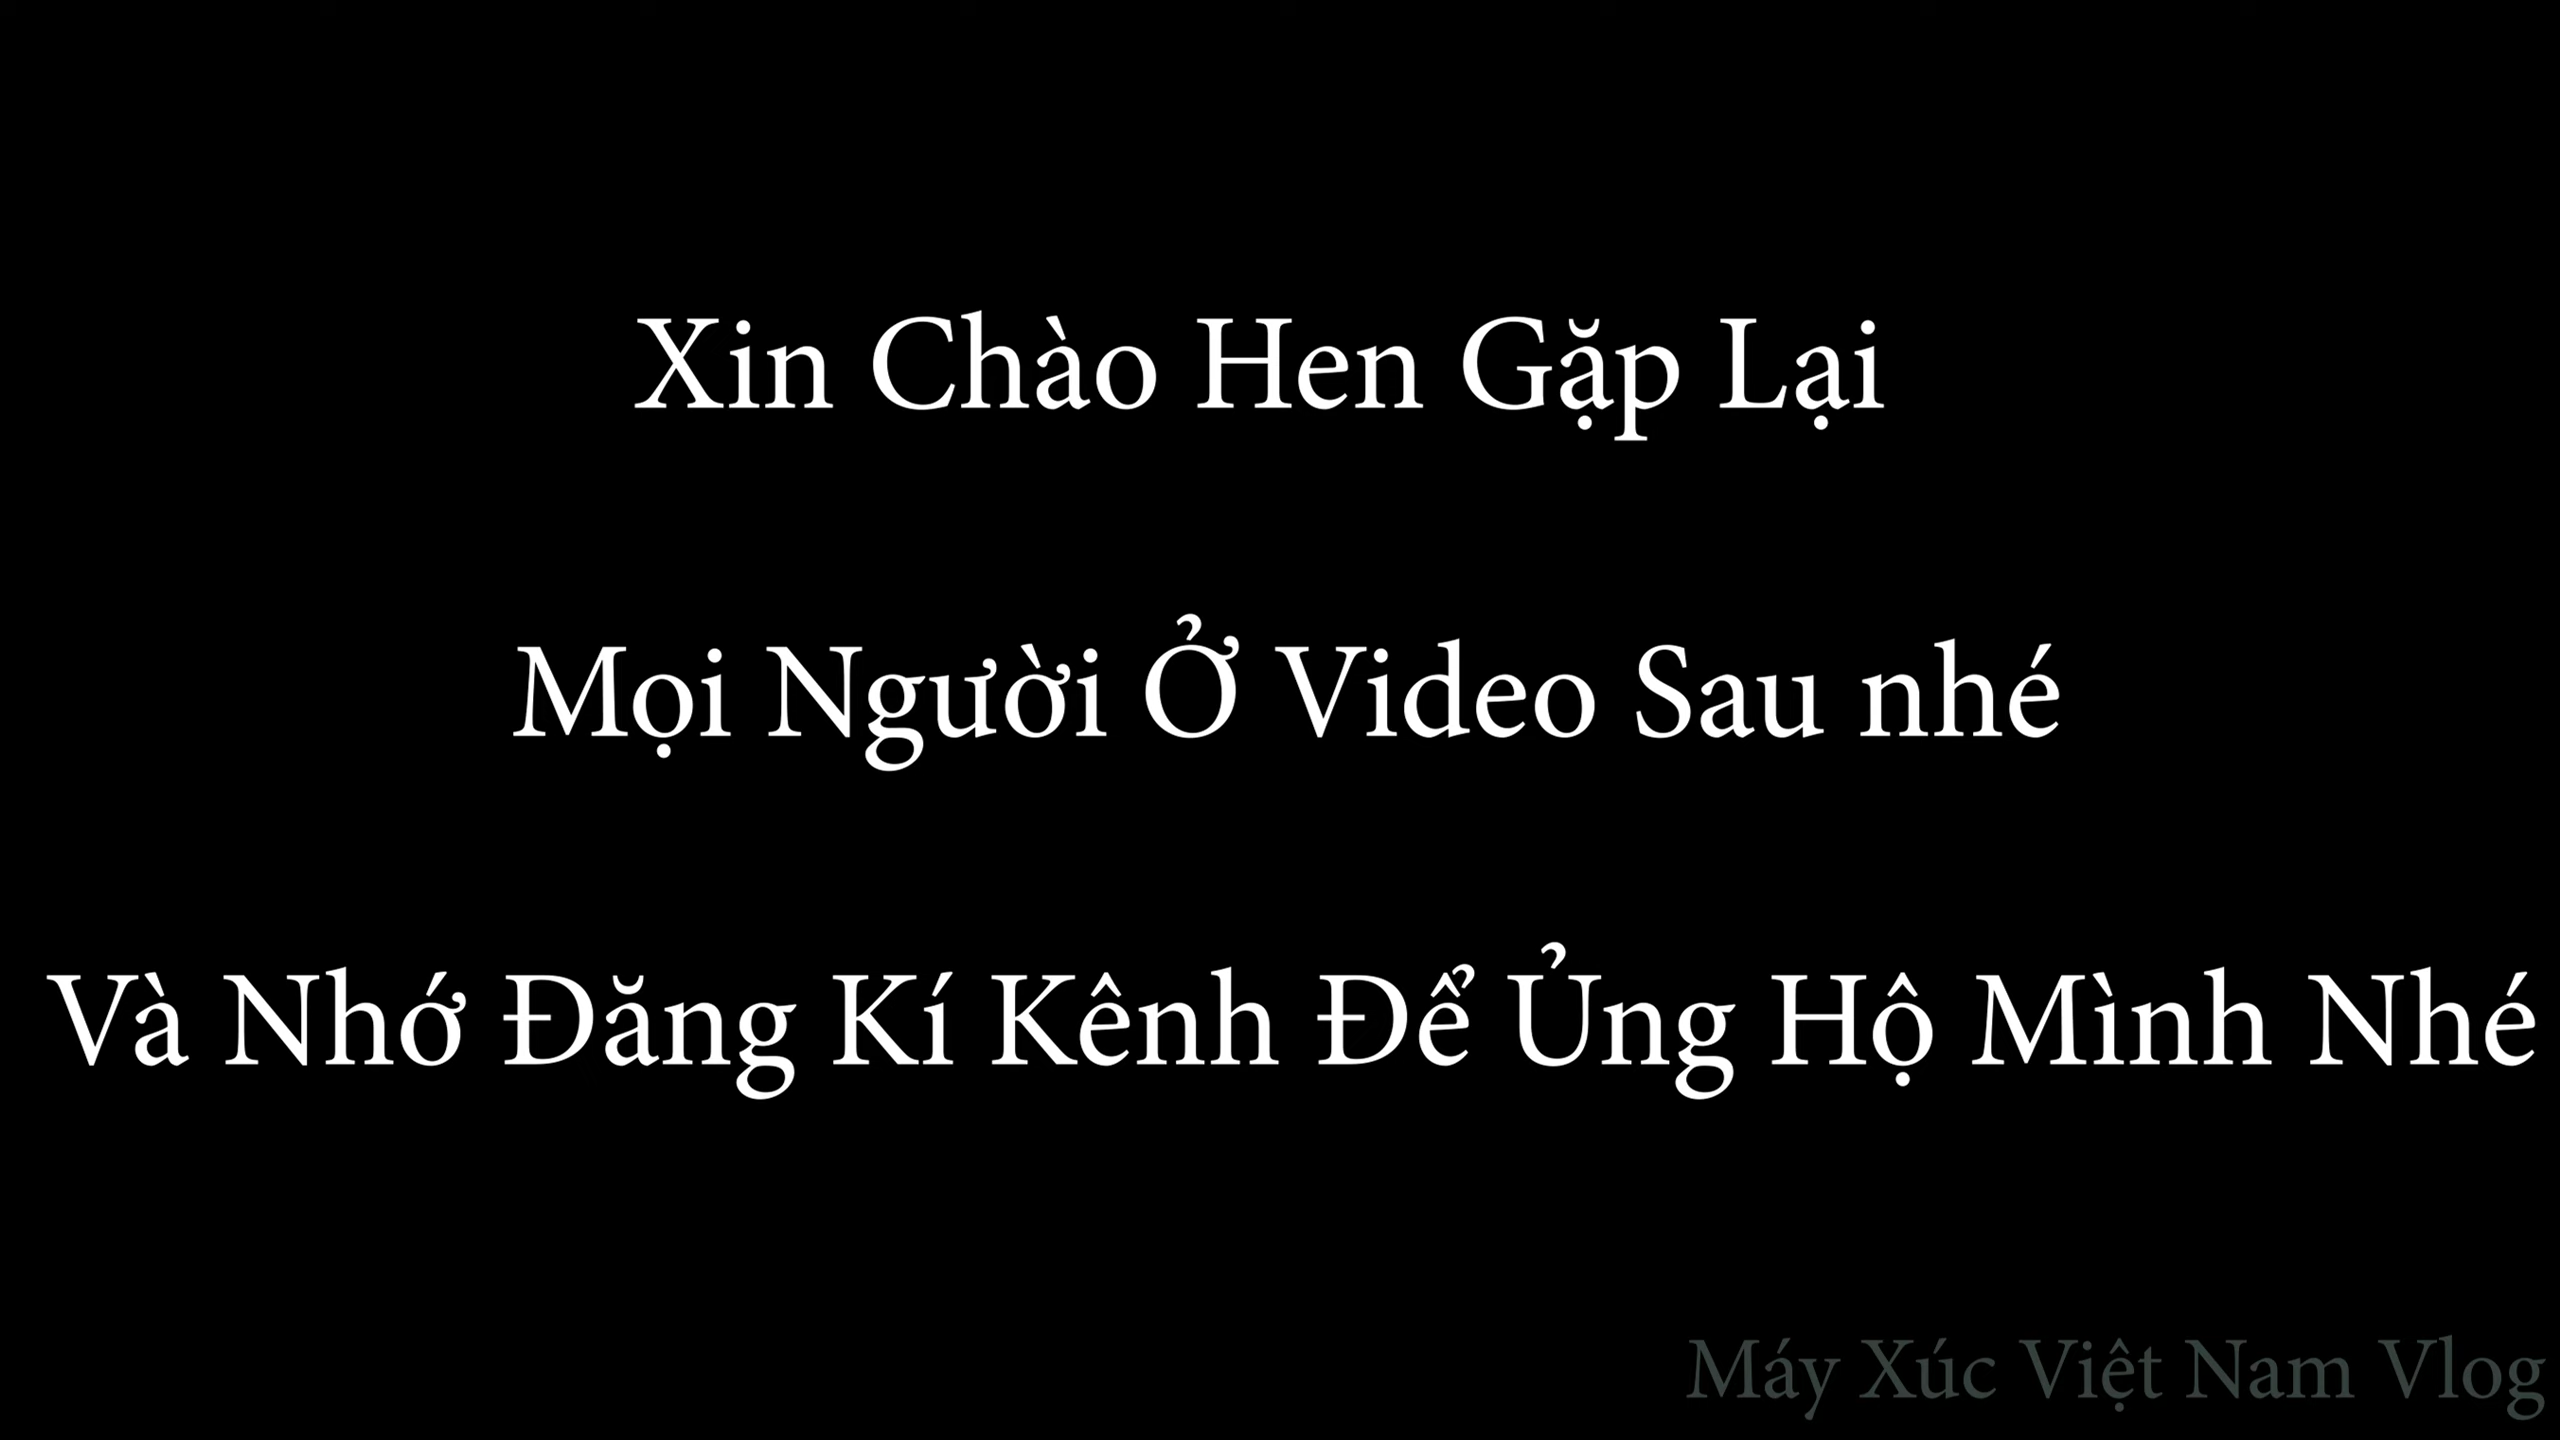 Xin Chào Hen Gặp Lại
Mọi Người Ở Video Sau nhé
Và Nhớ Đăng Kí Kênh Để Ủng Hộ Mình Nhé
Máy Xúc Việt Nam Vlog